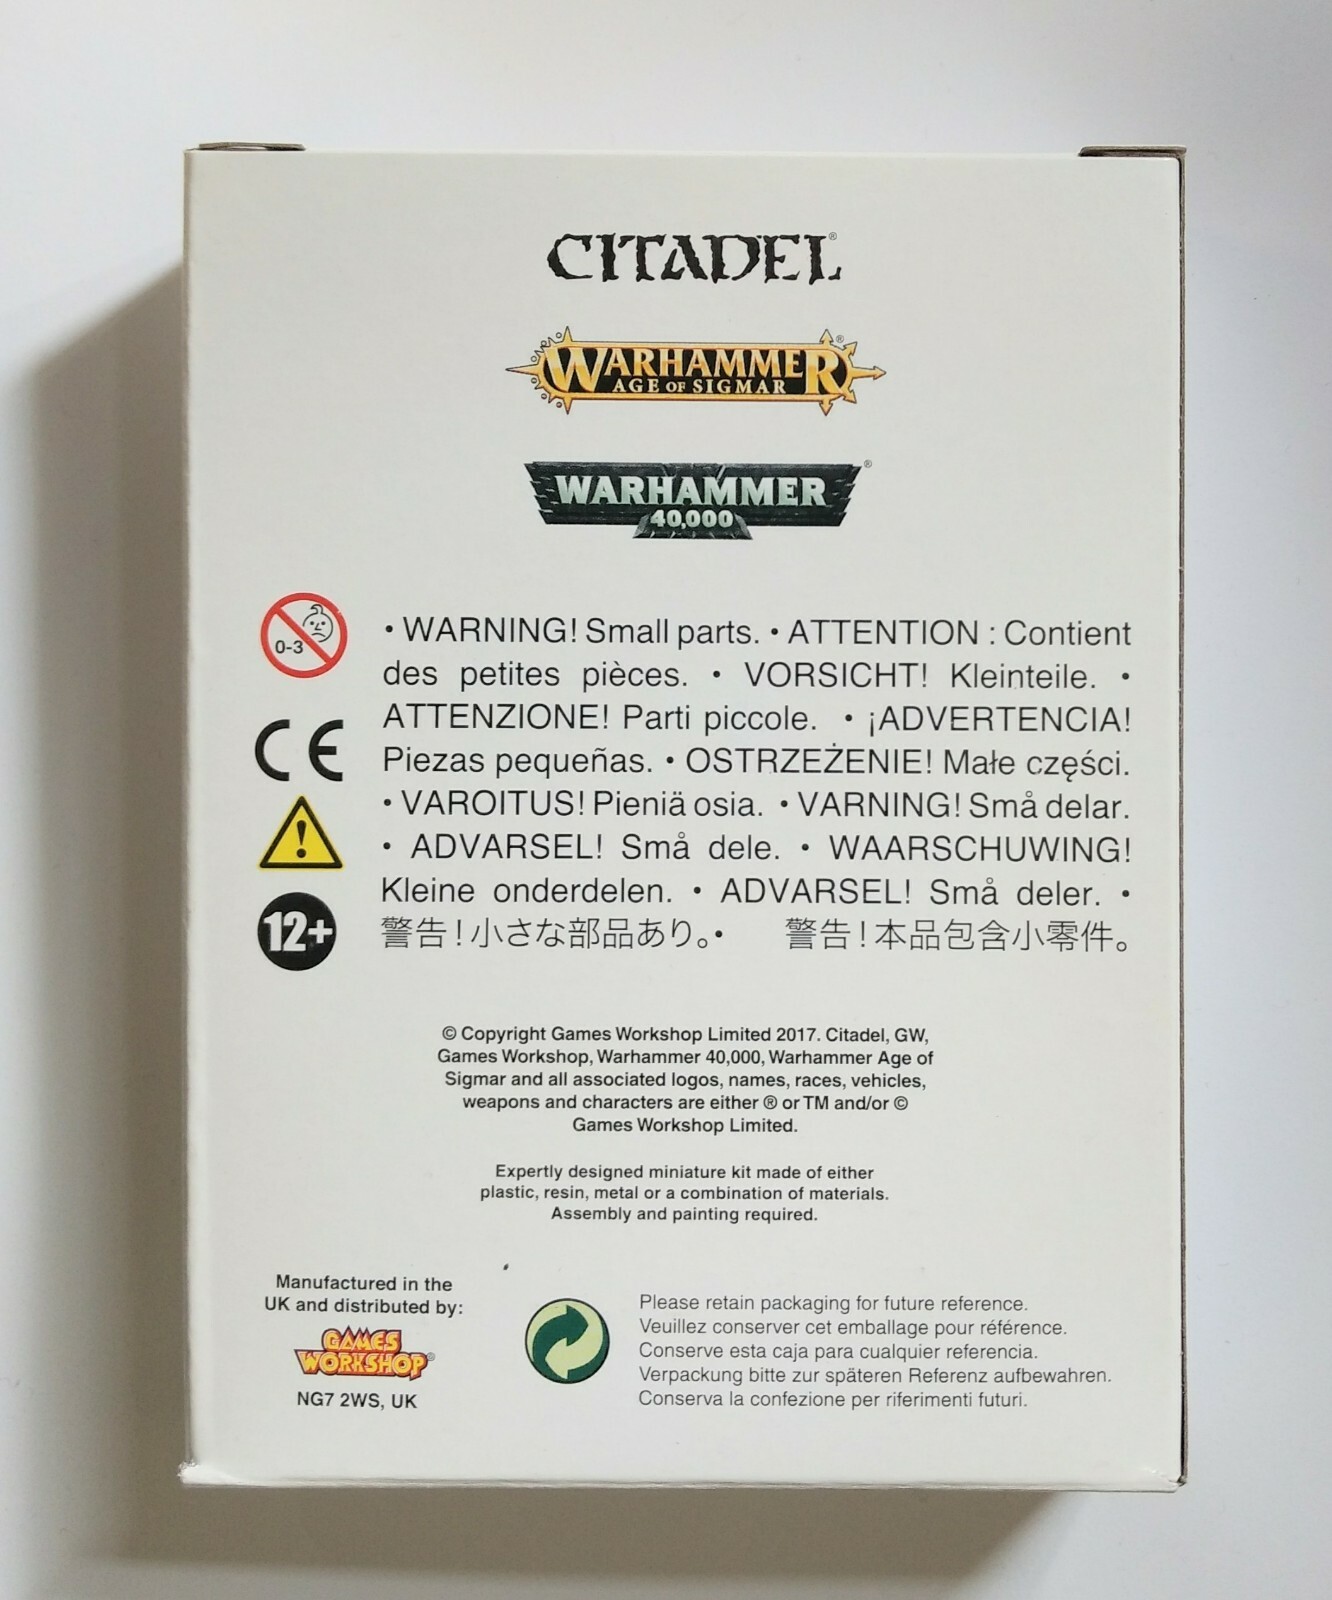 CITADEL®
WARHAMMER®
AGE OF SIGMAR
WARHAMMER®
40,000
0-3
• WARNING! Small parts. • ATTENTION : Contient
des petites pièces. • VORSICHT! Kleinteile. •
ATTENZIONE! Parti piccole. • ¡ADVERTENCIA!
Piezas pequeñas. • OSTRZEŻENIE! Małe części.
• VAROITUS! Pieniä osia. • VARNING! Små delar.
• ADVARSEL! Små dele. • WAARSCHUWING!
Kleine onderdelen. • ADVARSEL! Små deler. •
警告！小さな部品あり。• 警告！本品包含小零件。
CE
12+
© Copyright Games Workshop Limited 2017. Citadel, GW,
Games Workshop, Warhammer 40,000, Warhammer Age of
Sigmar and all associated logos, names, races, vehicles,
weapons and characters are either ® or TM and/or ©
Games Workshop Limited.
Expertly designed miniature kit made of either
plastic, resin, metal or a combination of materials.
Assembly and painting required.
Manufactured in the
UK and distributed by:
GAMES
WORKSHOP®
NG7 2WS, UK
Please retain packaging for future reference.
Veuillez conserver cet emballage pour référence.
Conserve esta caja para cualquier referencia.
Verpackung bitte zur späteren Referenz aufbewahren.
Conserva la confezione per riferimenti futuri.